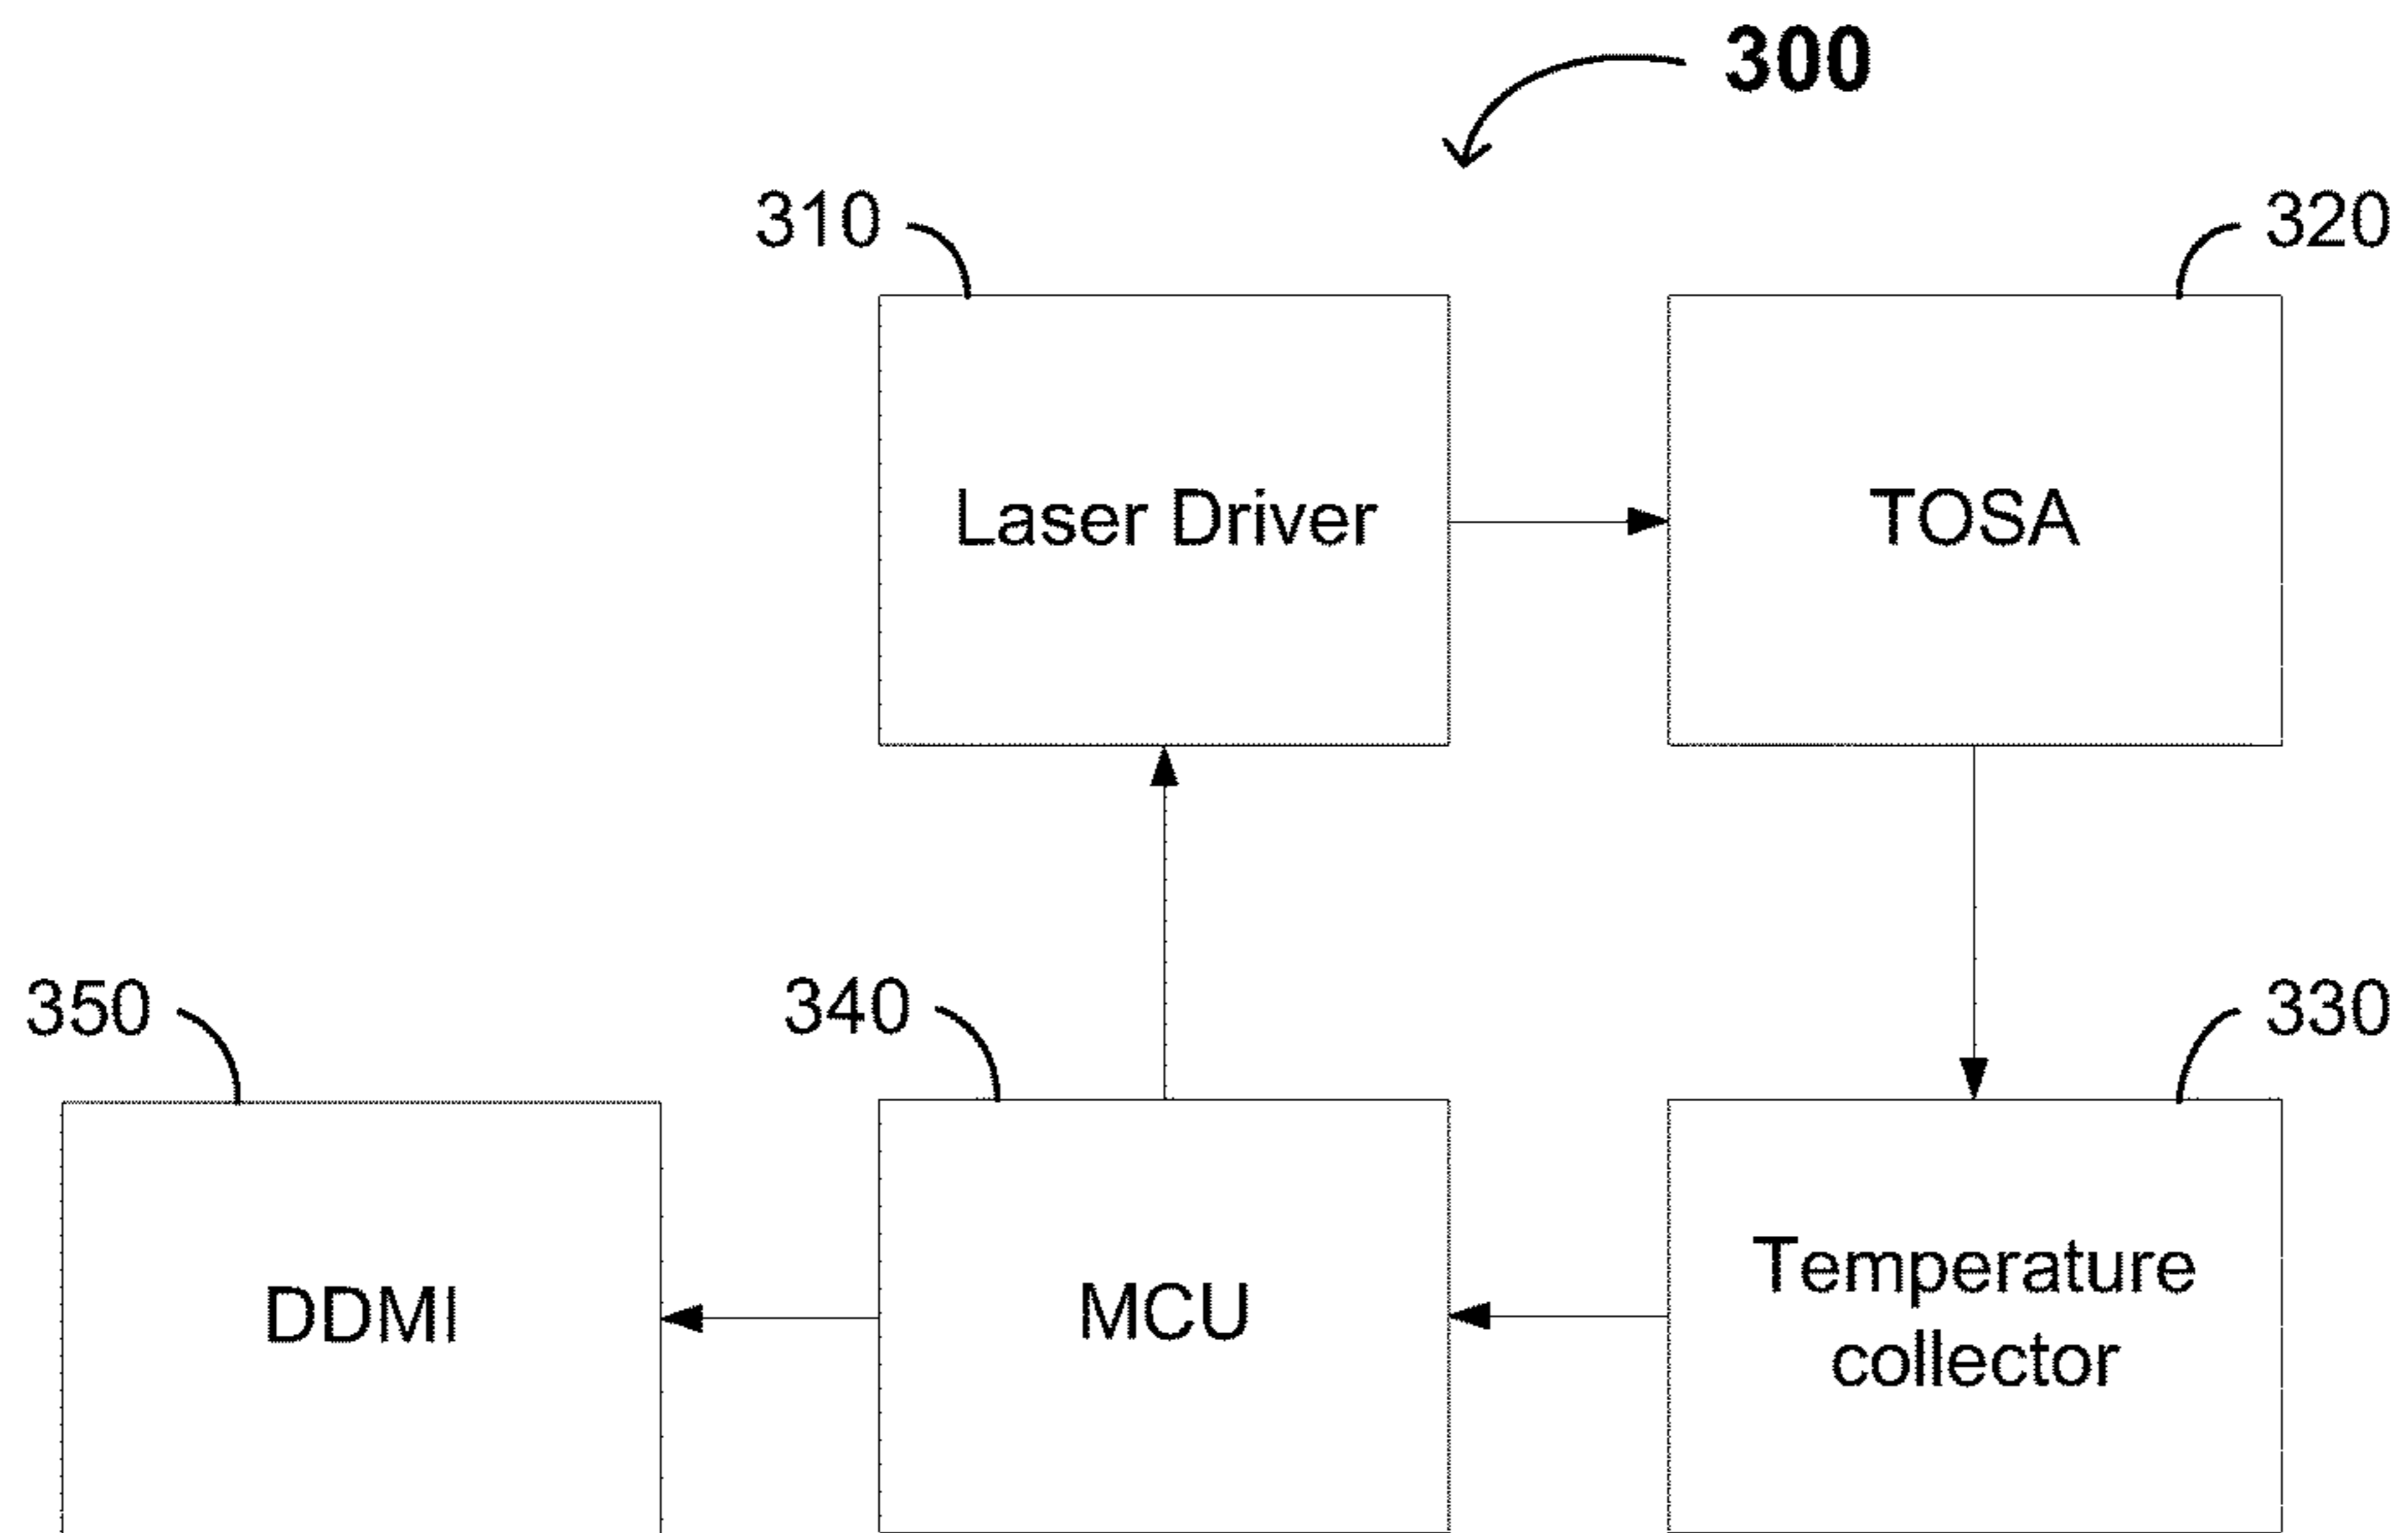 300
310
320
Laser Driver
TOSA
350
340
330
DDMI
MCU
Temperature
collector